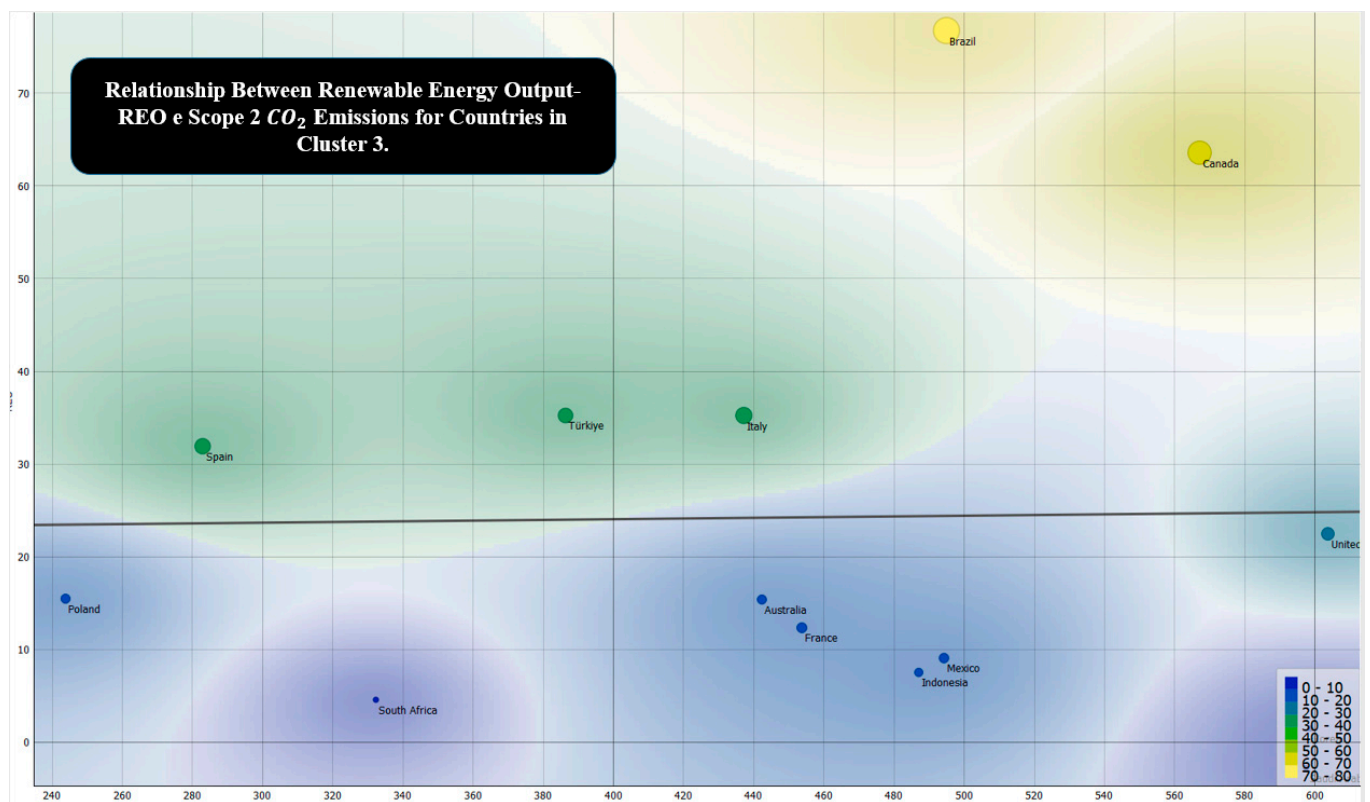 Relationship Between Renewable Energy Output-
REO e Scope 2 CO₂ Emissions for Countries in
Cluster 3.
Brazil
Canada
Türkiye
Italy
Spain
United
Poland
Australia
France
Mexico
Indonesia
South Africa
70
60
50
40
30
20
10
0
0 - 10
10 - 20
20 - 30
30 - 40
40 - 50
50 - 60
60 - 70
70 - 80
240 260 280 300 320 340 360 380 400 420 440 460 480 500 520 540 560 580 600